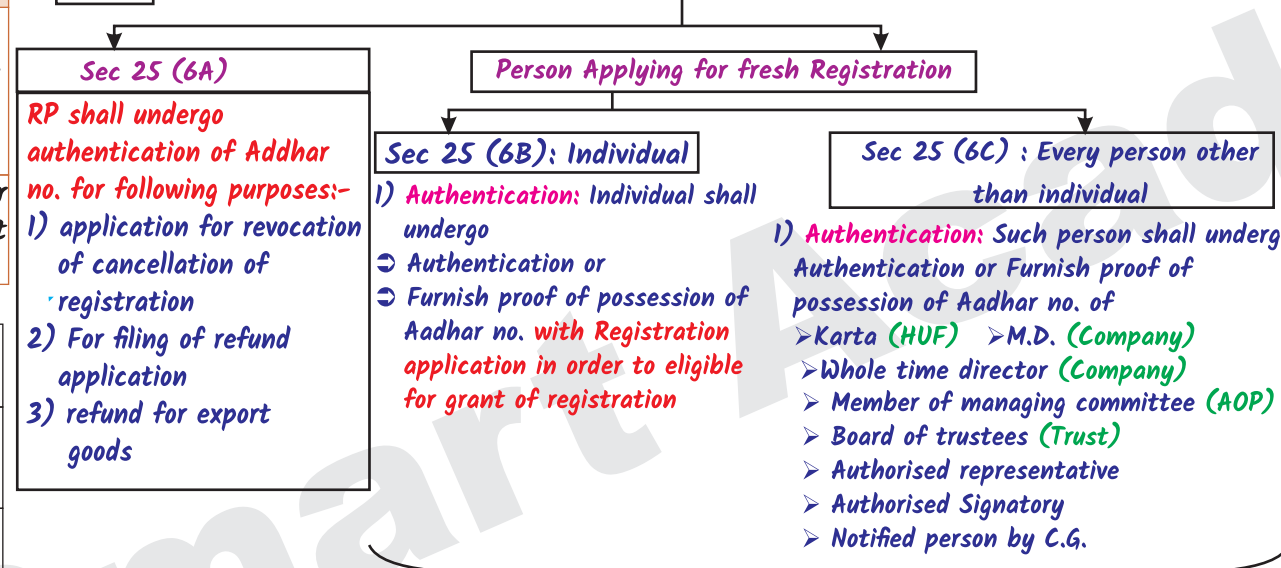 Sec 25 (6A)
RP shall undergo
authentication of Addhar
no. for following purposes:-
1) application for revocation
of cancellation of
registration
2) For filing of refund
application
3) refund for export
goods
Person Applying for fresh Registration
Sec 25 (6B): Individual
1) Authentication: Individual shall
undergo
➲ Authentication or
➲ Furnish proof of possession of
Aadhar no. with Registration
application in order to eligible
for grant of registration
Sec 25 (6C) : Every person other
than individual
1) Authentication: Such person shall underg
Authentication or Furnish proof of
possession of Aadhar no. of
➢Karta (HUF) ➢M.D. (Company)
➢Whole time director (Company)
➢ Member of managing committee (AOP)
➢ Board of trustees (Trust)
➢ Authorised representative
➢ Authorised Signatory
➢ Notified person by C.G.
mart Acad